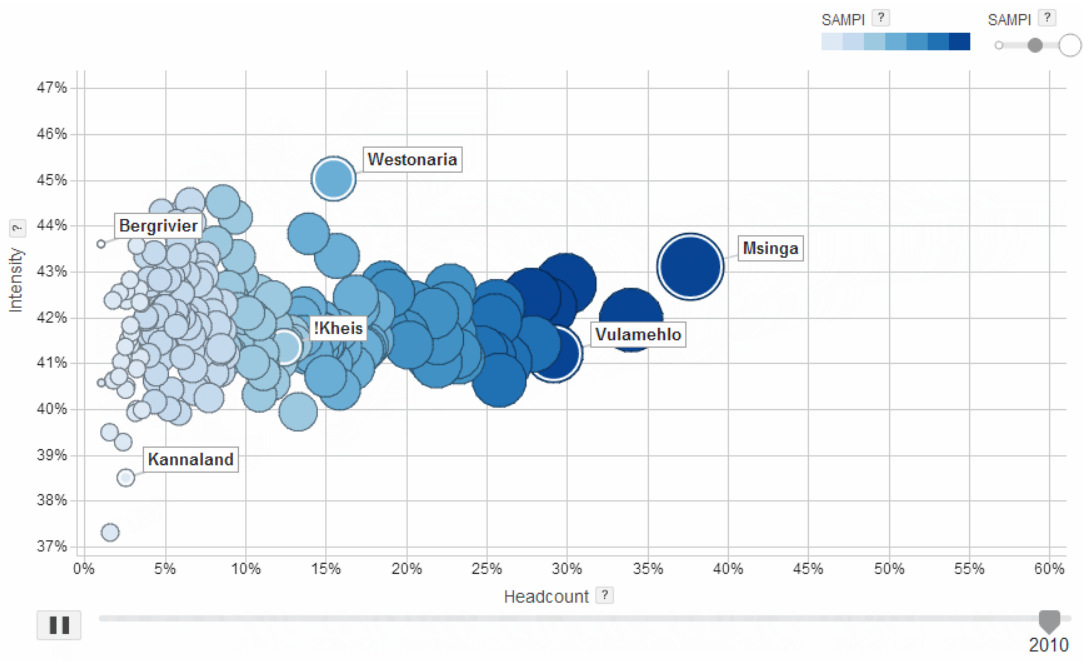 SAMPI ? SAMPI ?
47%
46%
45%
44%
43%
42%
41%
40%
39%
38%
37%
Intensity ?
Westonaria
Bergrivier
Msinga
!Kheis
Vulamehlo
Kannaland
0% 5% 10% 15% 20% 25% 30% 35% 40% 45% 50% 55% 60%
Headcount ?
2010